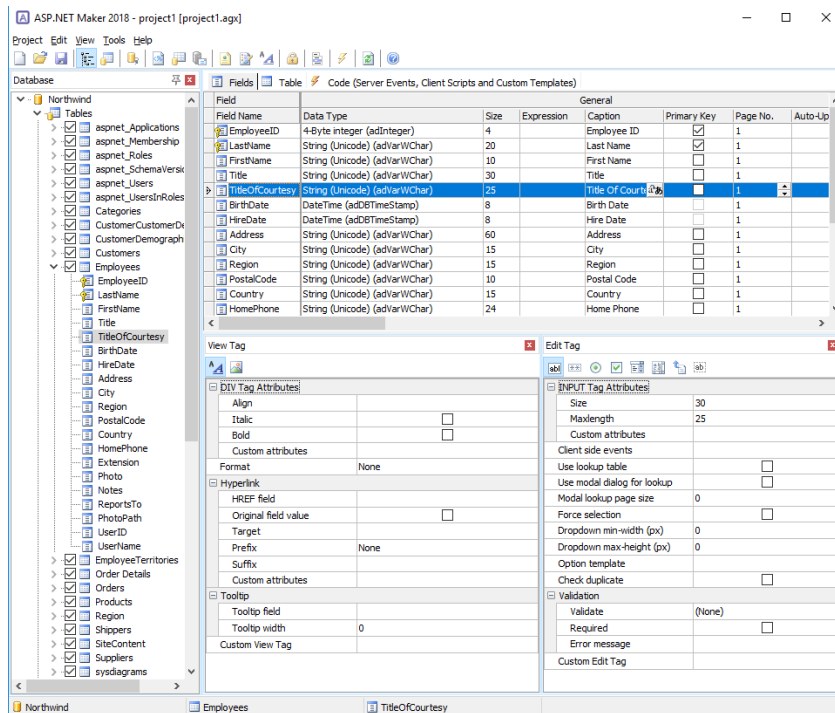 ASP.NET Maker 2018 - project1 [project1.agx]
Project Edit View Tools Help
Database
Northwind
Tables
aspnet_Applications
aspnet_Membership
aspnet_Roles
aspnet_SchemaVersic
aspnet_Users
aspnet_UsersInRoles
Categories
CustomerCustomerDe
CustomerDemograph
Customers
Employees
EmployeeID
LastName
FirstName
Title
TitleOfCourtesy
BirthDate
HireDate
Address
City
Region
PostalCode
Country
HomePhone
Extension
Photo
Notes
ReportsTo
PhotoPath
UserID
UserName
EmployeeTerritories
Order Details
Orders
Products
Region
Shippers
SiteContent
Suppliers
sysdiagrams
Fields Table Code (Server Events, Client Scripts and Custom Templates)
Field General
Field Name Data Type Size Expression Caption Primary Key Page No. Auto-Up
EmployeeID 4-Byte integer (adInteger) 4 Employee ID 1
LastName String (Unicode) (adVarWChar) 20 Last Name 1
FirstName String (Unicode) (adVarWChar) 10 First Name 1
Title String (Unicode) (adVarWChar) 30 Title 1
TitleOfCourtesy String (Unicode) (adVarWChar) 25 Title Of Courte 1
BirthDate DateTime (adDBTimeStamp) 8 Birth Date 1
HireDate DateTime (adDBTimeStamp) 8 Hire Date 1
Address String (Unicode) (adVarWChar) 60 Address 1
City String (Unicode) (adVarWChar) 15 City 1
Region String (Unicode) (adVarWChar) 15 Region 1
PostalCode String (Unicode) (adVarWChar) 10 Postal Code 1
Country String (Unicode) (adVarWChar) 15 Country 1
HomePhone String (Unicode) (adVarWChar) 24 Home Phone 1
View Tag
DIV Tag Attributes
Align
Italic
Bold
Custom attributes
Format None
Hyperlink
HREF field
Original field value
Target
Prefix None
Suffix
Custom attributes
Tooltip
Tooltip field
Tooltip width 0
Custom View Tag
Edit Tag
INPUT Tag Attributes
Size 30
Maxlength 25
Custom attributes
Client side events
Use lookup table
Use modal dialog for lookup
Modal lookup page size 0
Force selection
Dropdown min-width (px) 0
Dropdown max-height (px) 0
Option template
Check duplicate
Validation
Validate (None)
Required
Error message
Custom Edit Tag
Northwind Employees TitleOfCourtesy